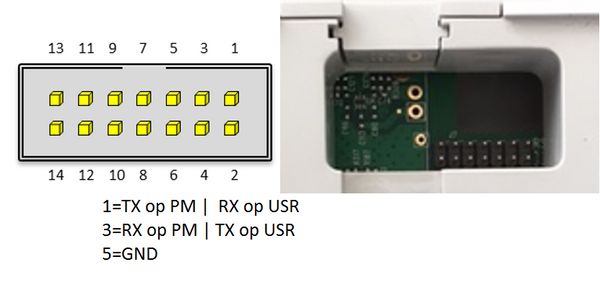 13 11 9 7 5 3 1
14 12 10 8 6 4 2
1=TX op PM | RX op USR
3=RX op PM | TX op USR
5=GND